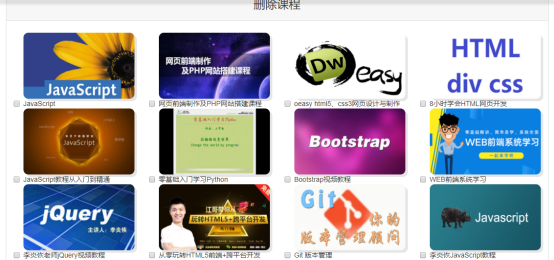 删除课程
JavaScript
网页前端制作
及PHP网站搭建课程
Dw easy
HTML
div css
JavaScript
网页前端制作及PHP网站搭建课程
oeasy html5、css3网页设计与制作
8小时学会HTML网页开发
JavaScript
Change the world by program
Bootstrap
WEB前端系统学习
一起来学吧
JavaScript教程从入门到精通
零基础入门学习Python
Bootstrap视频教程
WEB前端系统学习
jQuery
主讲人：李炎恢
玩转HTML5+跨平台开发
Git 你的
版本管理顾问
Javascript
李炎恢老师jQuery视频教程
从零玩转HTML5前端+跨平台开发
Git 版本管理
李炎恢JavaScript教程